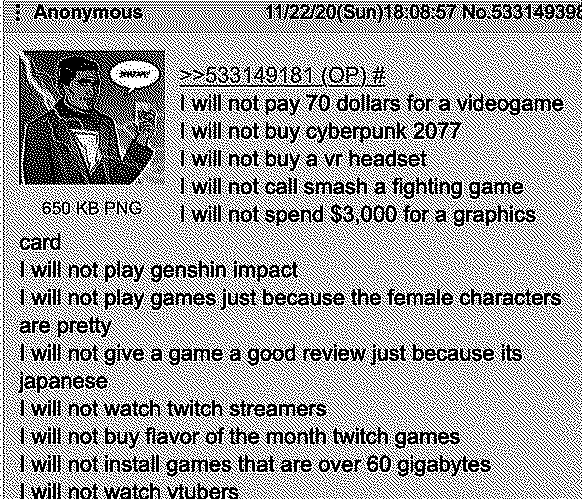 Anonymous 11/22/20(Sun)18:08:57 No.533149398
>>533149181 (OP) #
I will not pay 70 dollars for a videogame
I will not buy cyberpunk 2077
I will not buy a vr headset
I will not call smash a fighting game
650 KB PNG
I will not spend $3,000 for a graphics
card
I will not play genshin impact
I will not play games just because the female characters
are pretty
I will not give a game a good review just because its
japanese
I will not watch twitch streamers
I will not buy flavor of the month twitch games
I will not install games that are over 60 gigabytes
I will not watch vtubers